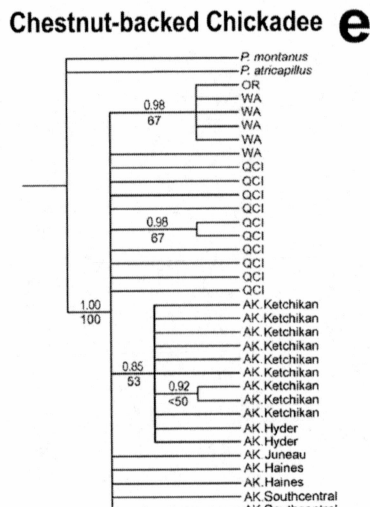 Chestnut-backed Chickadee e
P. montanus
P. atricapillus
OR
WA
0.98
WA
67
WA
WA
WA
QCI
QCI
QCI
QCI
0.98
QCI
67
QCI
QCI
QCI
QCI
QCI
1.00
100
AK.Ketchikan
AK.Ketchikan
AK.Ketchikan
AK.Ketchikan
AK.Ketchikan
0.85
53
AK.Ketchikan
0.92
AK.Ketchikan
<50
AK.Ketchikan
AK.Ketchikan
AK.Hyder
AK.Hyder
AK.Juneau
AK.Haines
AK.Haines
AK.Southcentral